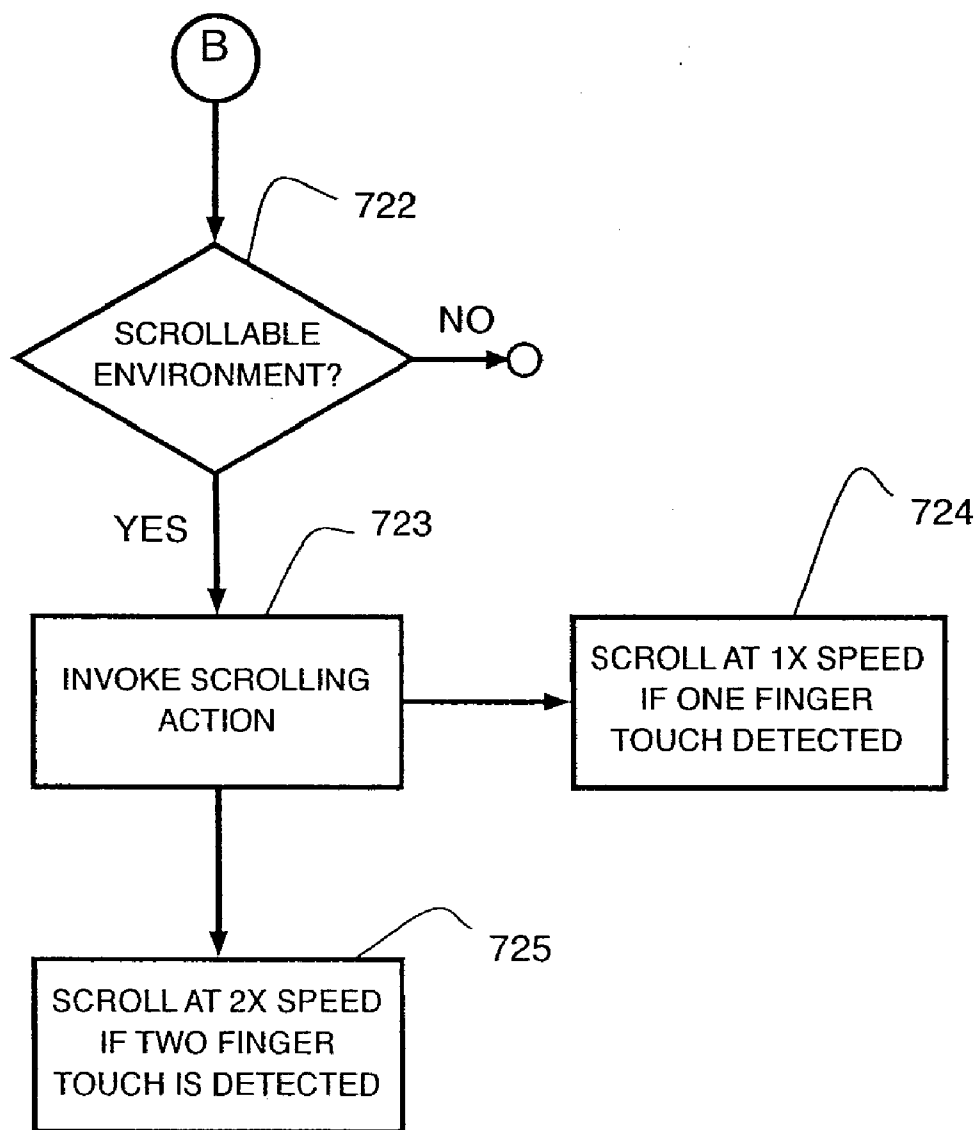 B
722
SCROLLABLE
ENVIRONMENT?
NO
YES
723
724
INVOKE SCROLLING
ACTION
SCROLL AT 1X SPEED
IF ONE FINGER
TOUCH DETECTED
725
SCROLL AT 2X SPEED
IF TWO FINGER
TOUCH IS DETECTED